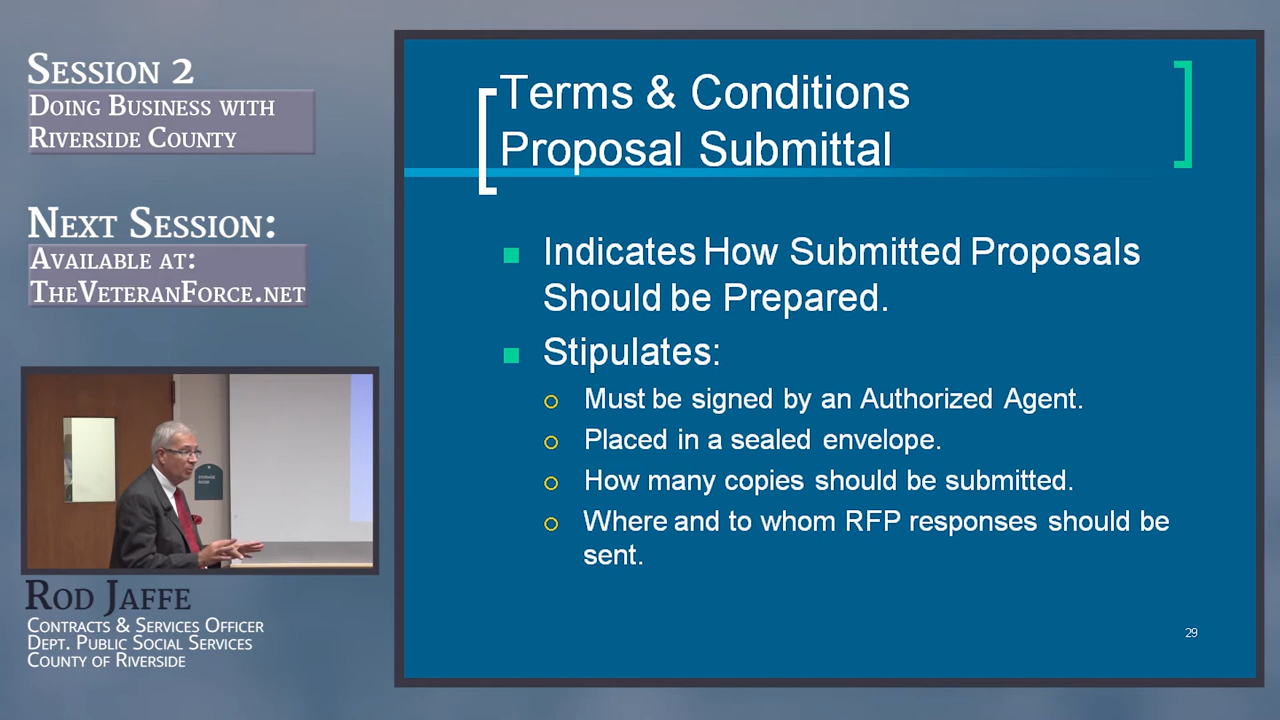 SESSION 2
DOING BUSINESS WITH
RIVERSIDE COUNTY
NEXT SESSION:
AVAILABLE AT:
THEVETERANFORCE.NET
STORAGE
ROOM
ROD JAFFE
CONTRACTS & SERVICES OFFICER
DEPT. PUBLIC SOCIAL SERVICES
COUNTY OF RIVERSIDE
Terms & Conditions
Proposal Submittal
Indicates How Submitted Proposals
Should be Prepared.
Stipulates:
Must be signed by an Authorized Agent.
Placed in a sealed envelope.
How many copies should be submitted.
Where and to whom RFP responses should be
sent.
29